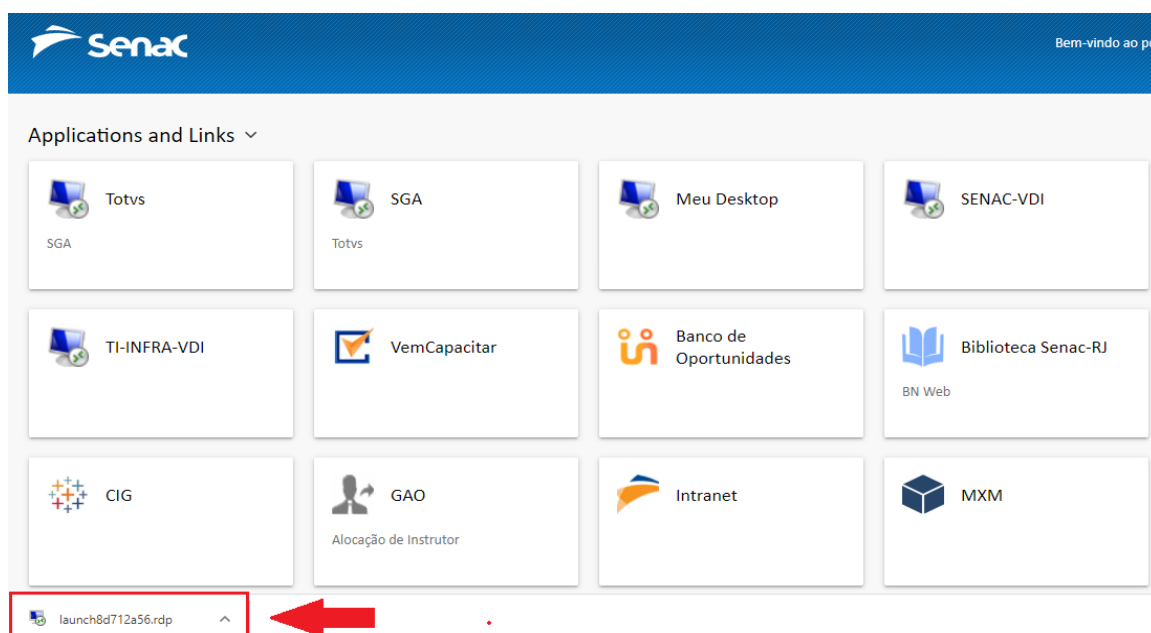 Senac
Bem-vindo ao p
Applications and Links
Totvs
SGA
SGA
Totvs
Meu Desktop
SENAC-VDI
TI-INFRA-VDI
VemCapacitar
Banco de
Oportunidades
Biblioteca Senac-RJ
BN Web
CIG
GAO
Alocação de Instrutor
Intranet
MXM
launch8d712a56.rdp